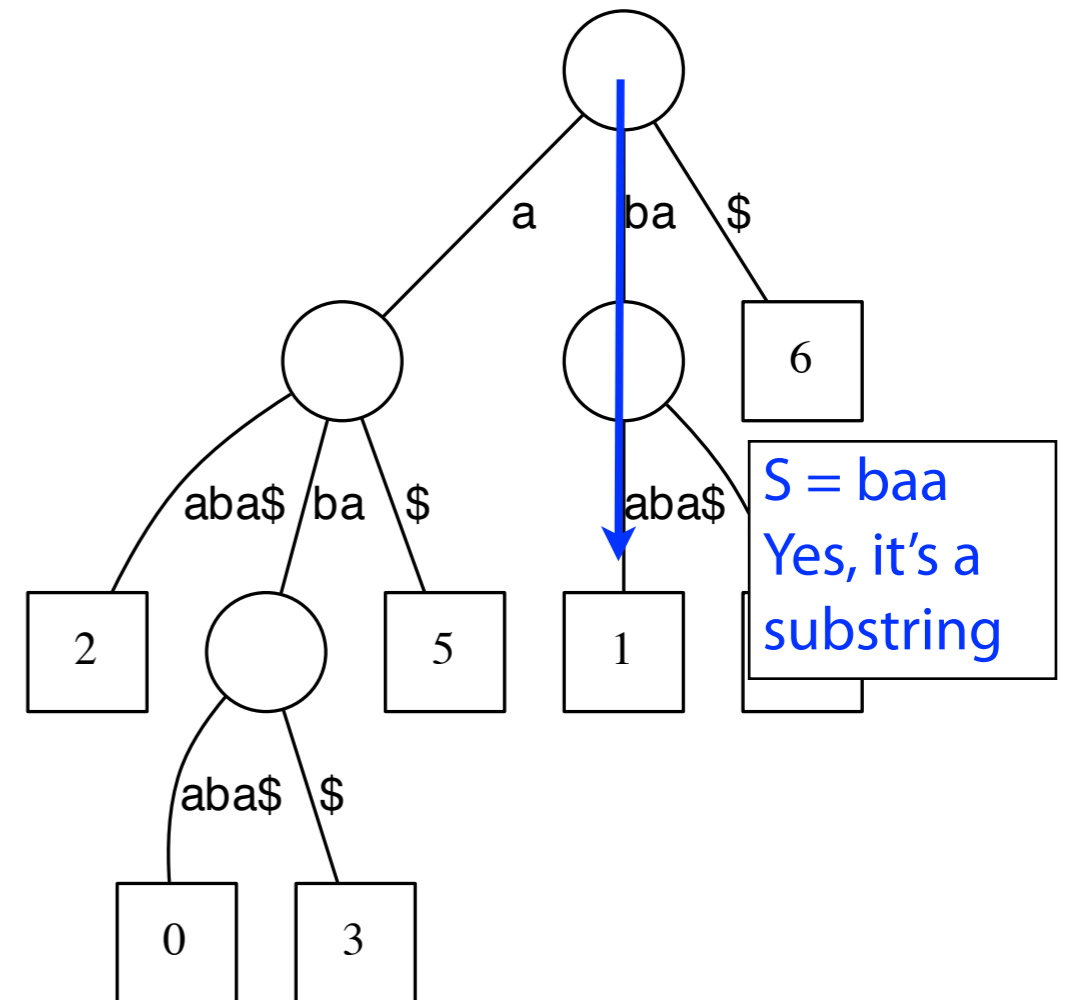 a ba $
6
aba$ ba $ aba$
S = baa
Yes, it's a
substring
2 5 1
aba$ $
0 3